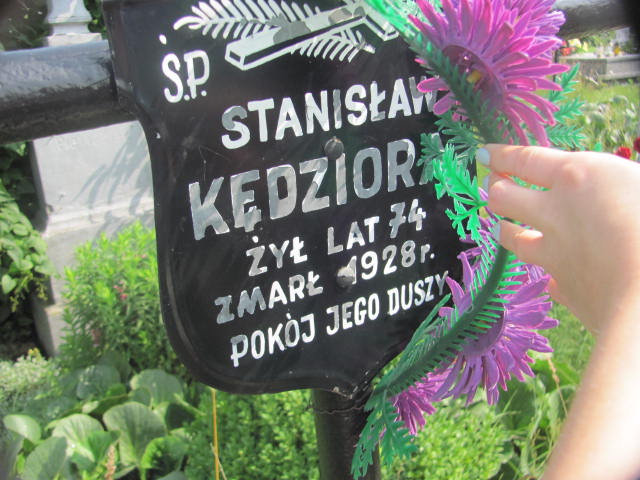 Ś.P.
STANISŁAW
KĘDZIORA
ŻYŁ LAT 74
ZMARŁ 1928 r.
POKÓJ JEGO DUSZY